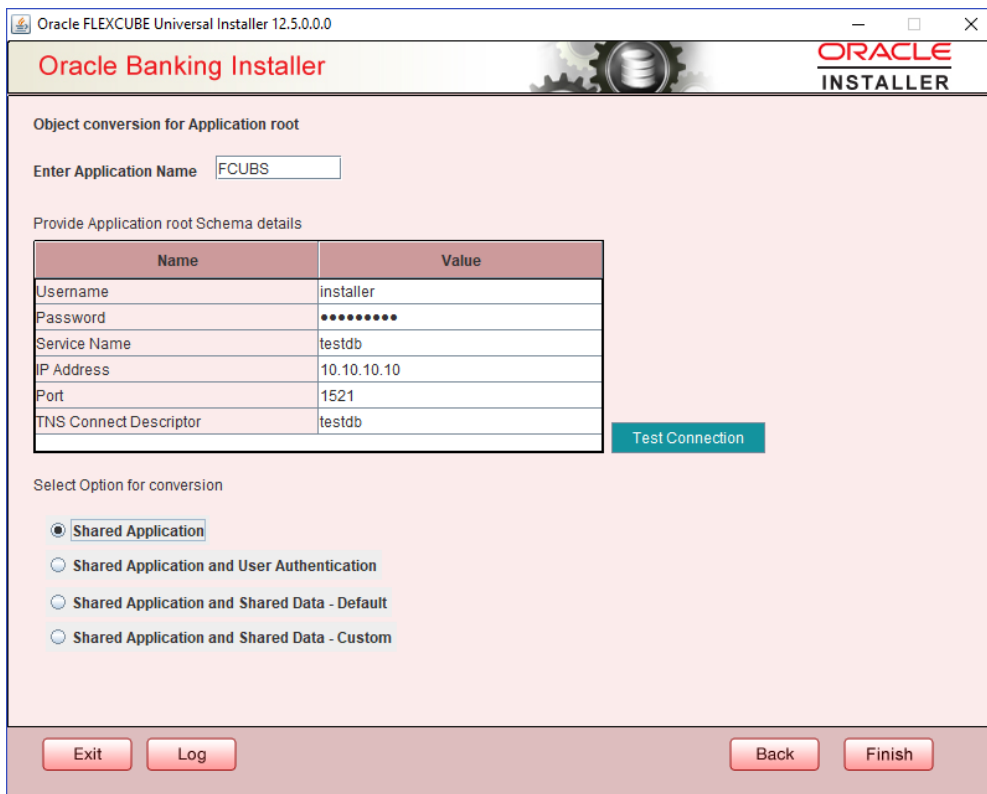 Oracle FLEXCUBE Universal Installer 12.5.0.0.0
Oracle Banking Installer
ORACLE
INSTALLER
Object conversion for Application root
Enter Application Name FCUBS
Provide Application root Schema details
Name Value
Username installer
Password •••••••••
Service Name testdb
IP Address 10.10.10.10
Port 1521
TNS Connect Descriptor testdb
Test Connection
Select Option for conversion
Shared Application
Shared Application and User Authentication
Shared Application and Shared Data - Default
Shared Application and Shared Data - Custom
Exit Log Back Finish